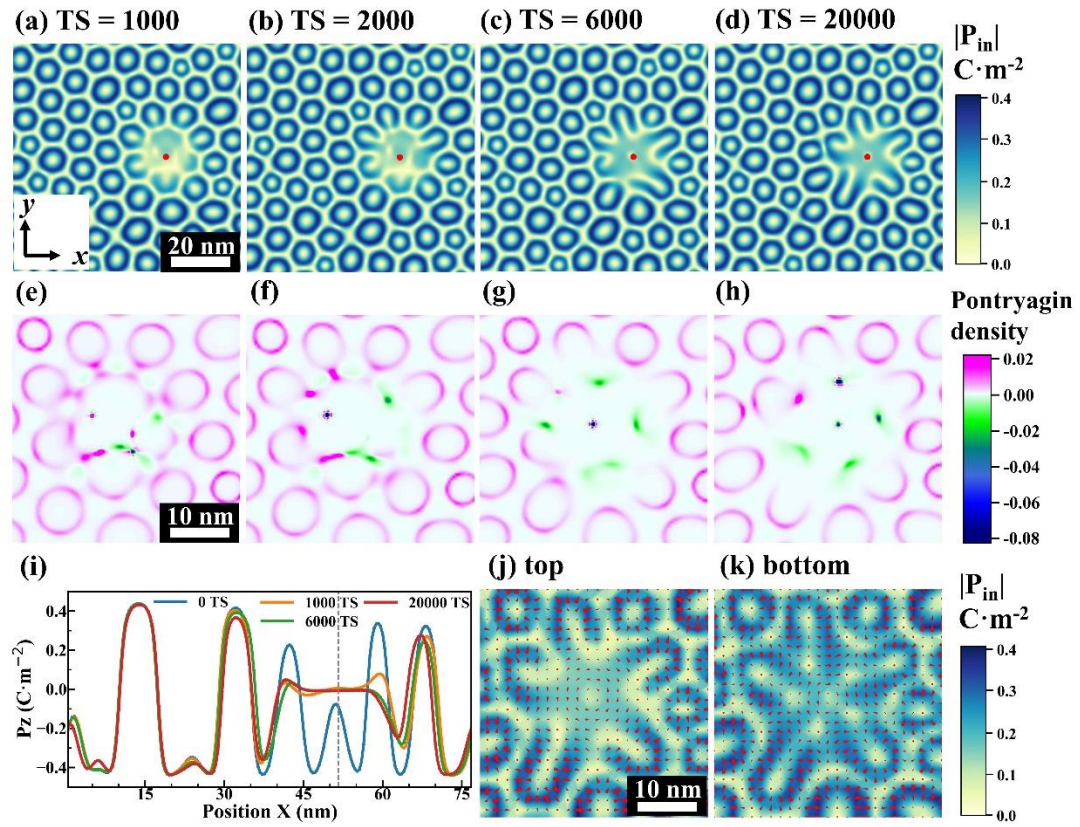 (a) TS = 1000 (b) TS = 2000 (c) TS = 6000 (d) TS = 20000
|P_in|
C·m⁻²
0.4
0.3
0.2
0.1
0.0
y
x
20 nm
(e) (f) (g) (h)
Pontryagin
density
0.02
0.00
-0.02
-0.04
-0.06
-0.08
10 nm
(i) (j) top (k) bottom
0 TS 1000 TS 20000 TS
6000 TS
Pz (C·m⁻²)
0.4
0.2
0.0
−0.2
−0.4
15 30 45 60 75
Position X (nm)
10 nm
|P_in|
C·m⁻²
0.4
0.3
0.2
0.1
0.0